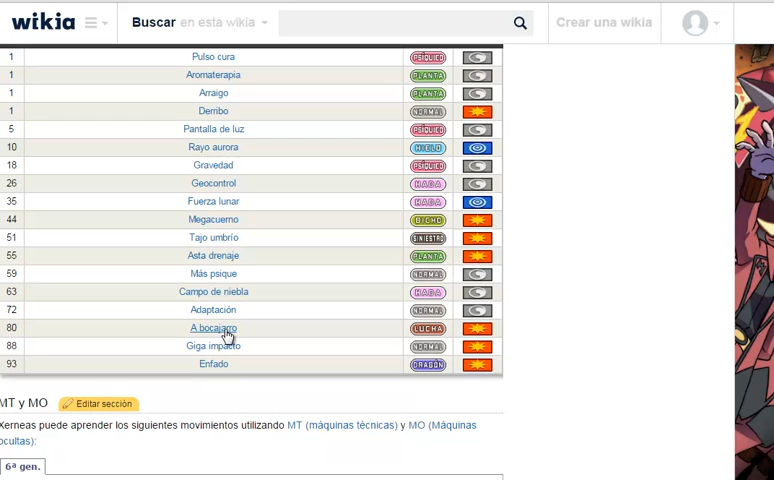 wikia Buscar en esta wikia Crear una wikia
1 Pulso cura PSÍQUICO
1 Aromaterapia PLANTA
1 Arraigo PLANTA
1 Derribo NORMAL
5 Pantalla de luz PSÍQUICO
10 Rayo aurora HIELO
18 Gravedad PSÍQUICO
26 Geocontrol HADA
35 Fuerza lunar HADA
44 Megacuerno BICHO
51 Tajo umbrío SINIESTRO
55 Asta drenaje PLANTA
59 Más psique NORMAL
63 Campo de niebla HADA
72 Adaptación NORMAL
80 A bocajarro LUCHA
88 Giga impacto NORMAL
93 Enfado DRAGÓN
MT y MO Editar sección
Xerneas puede aprender los siguientes movimientos utilizando MT (máquinas técnicas) y MO (Máquinas
ocultas):
6ª gen.